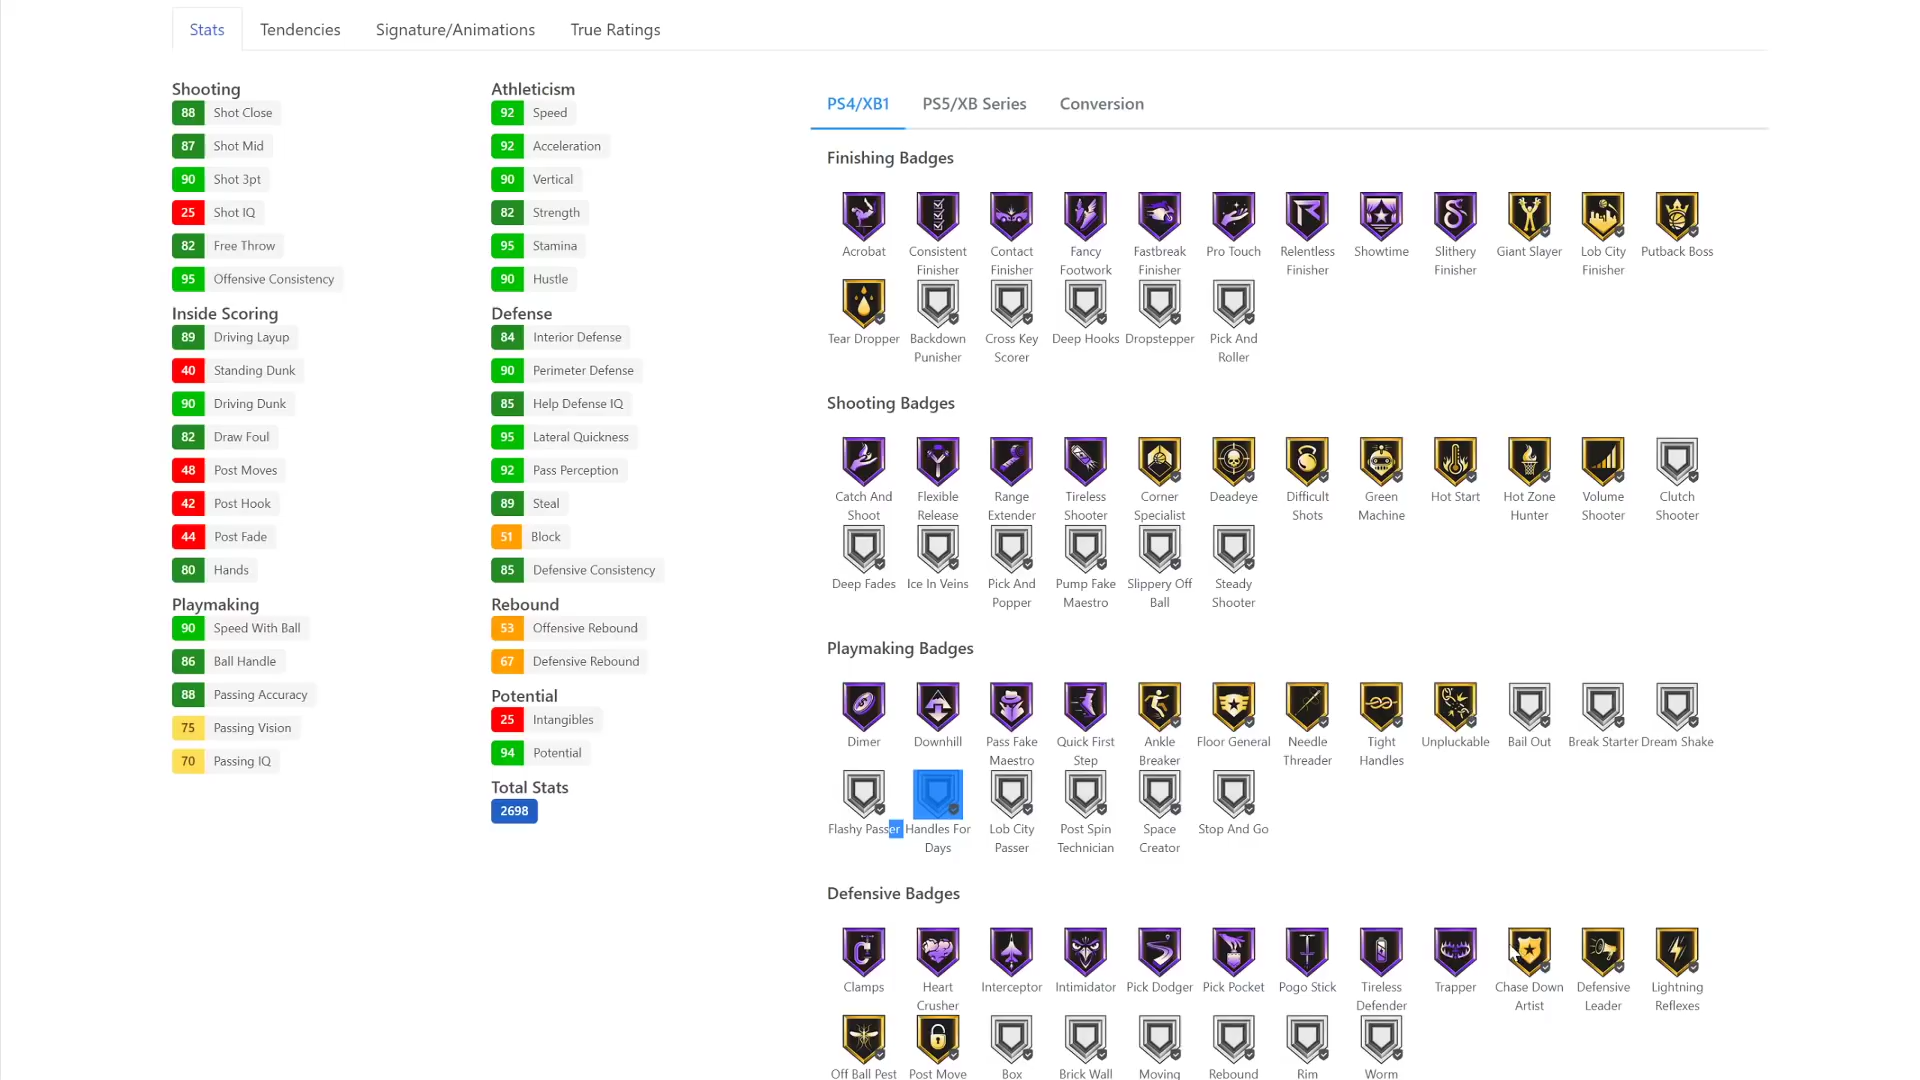 Stats Tendencies Signature/Animations True Ratings
Shooting
88 Shot Close
87 Shot Mid
90 Shot 3pt
25 Shot IQ
82 Free Throw
95 Offensive Consistency
Inside Scoring
89 Driving Layup
40 Standing Dunk
90 Driving Dunk
82 Draw Foul
48 Post Moves
42 Post Hook
44 Post Fade
80 Hands
Playmaking
90 Speed With Ball
86 Ball Handle
88 Passing Accuracy
75 Passing Vision
70 Passing IQ
Athleticism
92 Speed
92 Acceleration
90 Vertical
82 Strength
95 Stamina
90 Hustle
Defense
84 Interior Defense
90 Perimeter Defense
85 Help Defense IQ
95 Lateral Quickness
92 Pass Perception
89 Steal
51 Block
85 Defensive Consistency
Rebound
53 Offensive Rebound
67 Defensive Rebound
Potential
25 Intangibles
94 Potential
Total Stats
2698
PS4/XB1 PS5/XB Series Conversion
Finishing Badges
Acrobat Consistent Contact Fancy Fastbreak Pro Touch Relentless Showtime Slithery Giant Slayer Lob City Putback Boss
Finisher Finisher Footwork Finisher Finisher Finisher Finisher
Tear Dropper Backdown Cross Key Deep Hooks Dropstepper Pick And
Punisher Scorer Roller
Shooting Badges
Catch And Flexible Range Tireless Corner Deadeye Difficult Green Hot Start Hot Zone Volume Clutch
Shoot Release Extender Shooter Specialist Shots Machine Hunter Shooter Shooter
Deep Fades Ice In Veins Pick And Pump Fake Slippery Off Steady
Popper Maestro Ball Shooter
Playmaking Badges
Dimer Downhill Pass Fake Quick First Ankle Floor General Needle Tight Unpluckable Bail Out Break Starter Dream Shake
Maestro Step Breaker Threader Handles
Flashy Passer Handles For Lob City Post Spin Space Stop And Go
Days Passer Technician Creator
Defensive Badges
Clamps Heart Interceptor Intimidator Pick Dodger Pick Pocket Pogo Stick Tireless Trapper Chase Down Defensive Lightning
Crusher Defender Artist Leader Reflexes
Off Ball Pest Post Move Box Brick Wall Moving Rebound Rim Worm